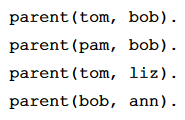 parent(tom, bob).
parent(pam, bob).
parent(tom, liz).
parent(bob, ann).